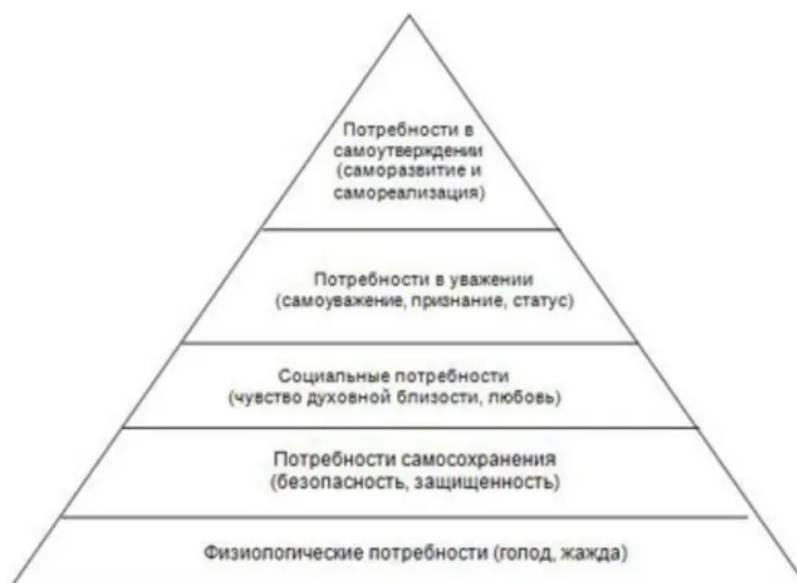 Потребности в
самоутверждении
(саморазвитие и
самореализация)
Потребности в уважении
(самоуважение, признание, статус)
Социальные потребности
(чувство духовной близости, любовь)
Потребности самосохранения
(безопасность, защищенность)
Физиологические потребности (голод, жажда)